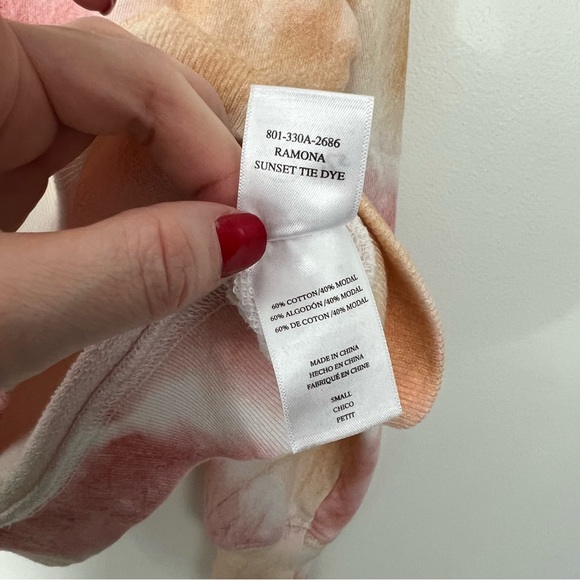 801-330A-2686
RAMONA
SUNSET TIE DYE
60% COTTON/40% MODAL
60% ALGODÓN/40% MODAL
60% DE COTON/40% MODAL
MADE IN CHINA
HECHO EN CHINA
FABRIQUÉ EN CHINE
SMALL
CHICO
PETIT